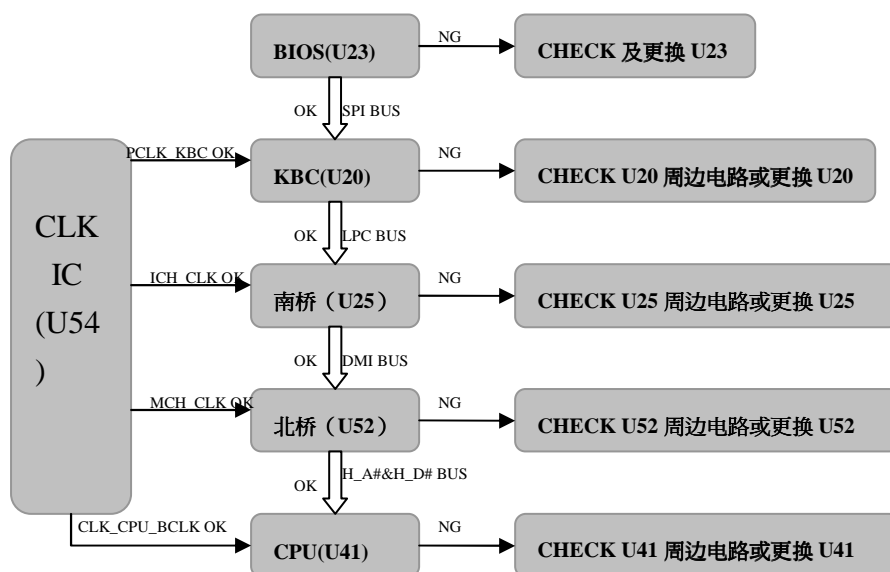 BIOS(U23)
NG
CHECK 及更换 U23
OK
SPI BUS
PCLK_KBC OK
KBC(U20)
NG
CHECK U20 周边电路或更换 U20
OK
LPC BUS
CLK
IC
(U54
)
ICH_CLK OK
南桥（U25）
NG
CHECK U25 周边电路或更换 U25
OK
DMI BUS
MCH_CLK OK
北桥（U52）
NG
CHECK U52 周边电路或更换 U52
OK
H_A#&H_D# BUS
CLK_CPU_BCLK OK
CPU(U41)
NG
CHECK U41 周边电路或更换 U41